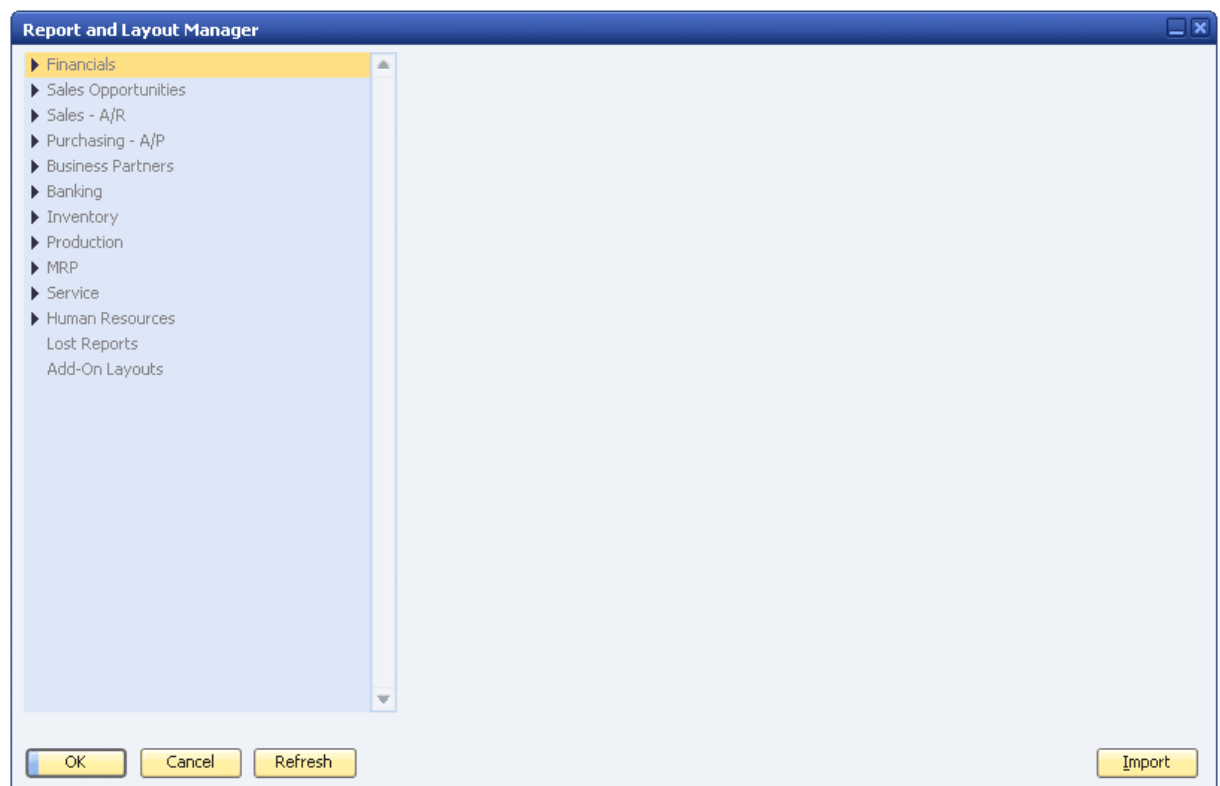 Report and Layout Manager
Financials
Sales Opportunities
Sales - A/R
Purchasing - A/P
Business Partners
Banking
Inventory
Production
MRP
Service
Human Resources
Lost Reports
Add-On Layouts
OK Cancel Refresh Import